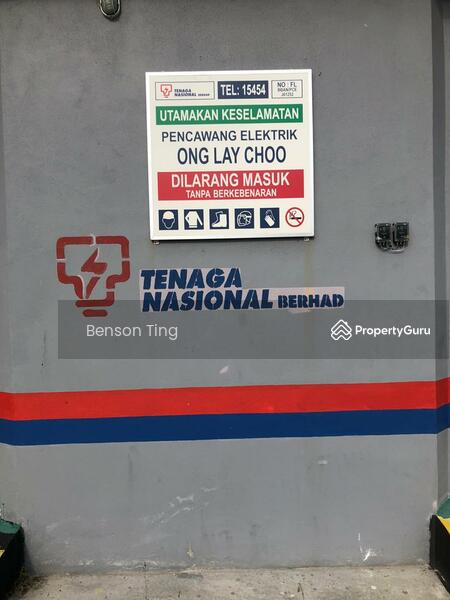 TENAGA
NASIONAL BERHAD
TEL: 15454
NO : FL
UTAMAKAN KESELAMATAN
PENCAWANG ELEKTRIK
ONG LAY CHOO
DILARANG MASUK
TANPA BERKEBENARAN
TENAGA
NASIONAL BERHAD
Benson Ting
PropertyGuru